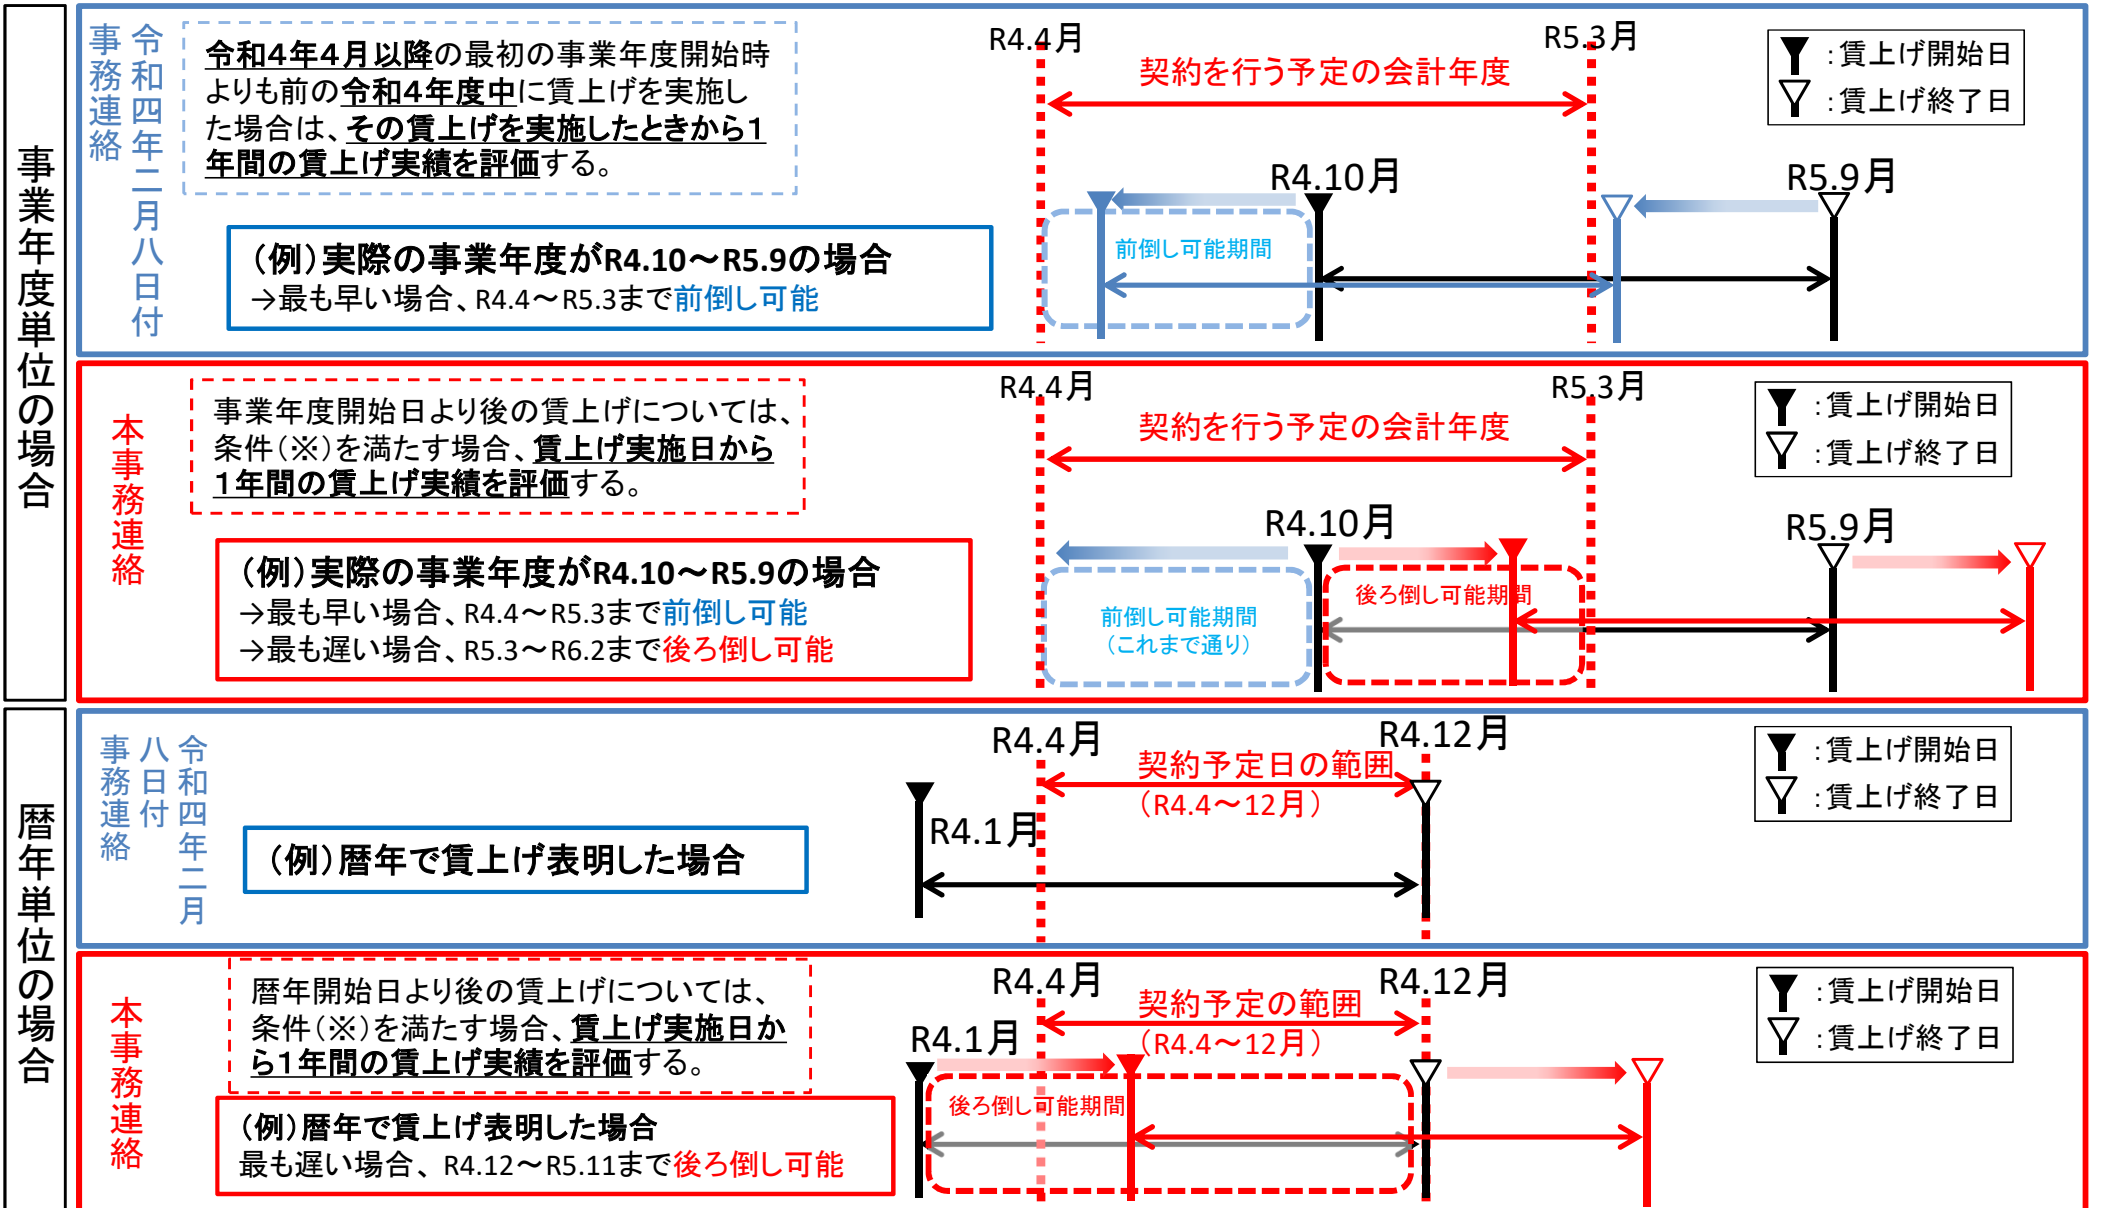 事業年度単位の場合
令和四年二月八日付
事務連絡
令和4年4月以降の最初の事業年度開始時
よりも前の令和4年度中に賃上げを実施し
た場合は、その賃上げを実施したときから1
年間の賃上げ実績を評価する。
(例)実際の事業年度がR4.10~R5.9の場合
→最も早い場合、R4.4~R5.3まで前倒し可能
R4.4月
R5.3月
契約を行う予定の会計年度
R4.10月
R5.9月
前倒し可能期間
:賃上げ開始日
:賃上げ終了日
本事務連絡
事業年度開始日より後の賃上げについては、
条件(※)を満たす場合、賃上げ実施日から
1年間の賃上げ実績を評価する。
(例)実際の事業年度がR4.10~R5.9の場合
→最も早い場合、R4.4~R5.3まで前倒し可能
→最も遅い場合、R5.3~R6.2まで後ろ倒し可能
R4.4月
R5.3月
契約を行う予定の会計年度
R4.10月
R5.9月
後ろ倒し可能期間
前倒し可能期間
(これまで通り)
:賃上げ開始日
:賃上げ終了日
暦年単位の場合
令和四年二月
八日付
事務連絡
(例)暦年で賃上げ表明した場合
R4.4月
R4.12月
契約予定日の範囲
(R4.4~12月)
R4.1月
:賃上げ開始日
:賃上げ終了日
本事務連絡
暦年開始日より後の賃上げについては、
条件(※)を満たす場合、賃上げ実施日か
ら1年間の賃上げ実績を評価する。
(例)暦年で賃上げ表明した場合
最も遅い場合、R4.12~R5.11まで後ろ倒し可能
R4.4月
R4.12月
契約予定の範囲
(R4.4~12月)
R4.1月
後ろ倒し可能期間
:賃上げ開始日
:賃上げ終了日